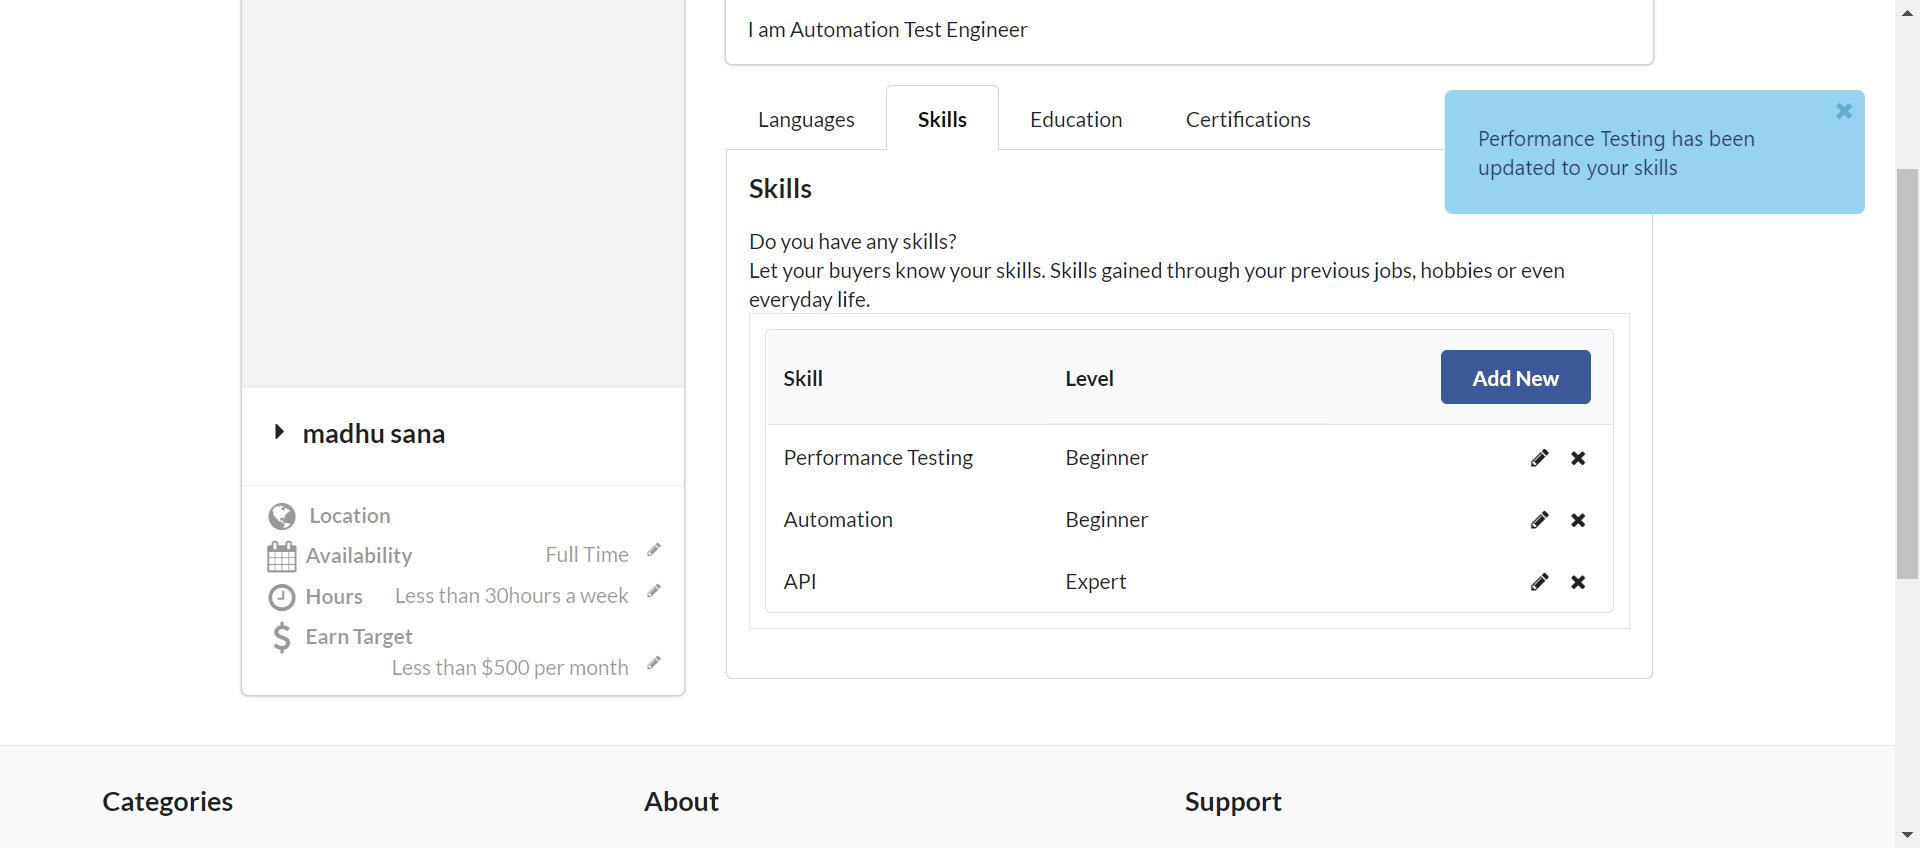 I am Automation Test Engineer
Languages
Skills
Education
Certifications
Performance Testing has been
updated to your skills
Skills
Do you have any skills?
Let your buyers know your skills. Skills gained through your previous jobs, hobbies or even
everyday life.
Skill Level Add New
Performance Testing Beginner
Automation Beginner
API Expert
madhu sana
Location
Availability Full Time
Hours Less than 30hours a week
Earn Target
Less than $500 per month
Categories
About
Support